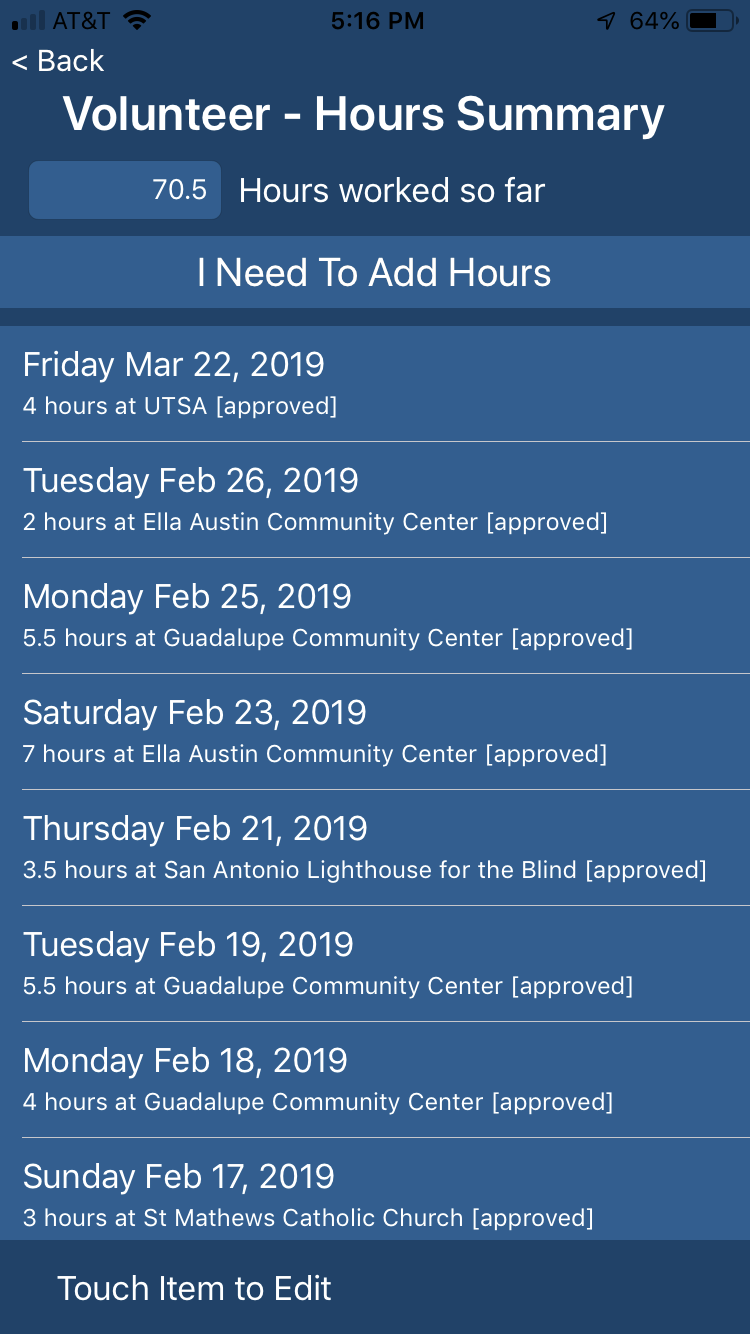 AT&T 5:16 PM 64%
< Back
Volunteer - Hours Summary
70.5 Hours worked so far
I Need To Add Hours
Friday Mar 22, 2019
4 hours at UTSA [approved]
Tuesday Feb 26, 2019
2 hours at Ella Austin Community Center [approved]
Monday Feb 25, 2019
5.5 hours at Guadalupe Community Center [approved]
Saturday Feb 23, 2019
7 hours at Ella Austin Community Center [approved]
Thursday Feb 21, 2019
3.5 hours at San Antonio Lighthouse for the Blind [approved]
Tuesday Feb 19, 2019
5.5 hours at Guadalupe Community Center [approved]
Monday Feb 18, 2019
4 hours at Guadalupe Community Center [approved]
Sunday Feb 17, 2019
3 hours at St Mathews Catholic Church [approved]
Touch Item to Edit